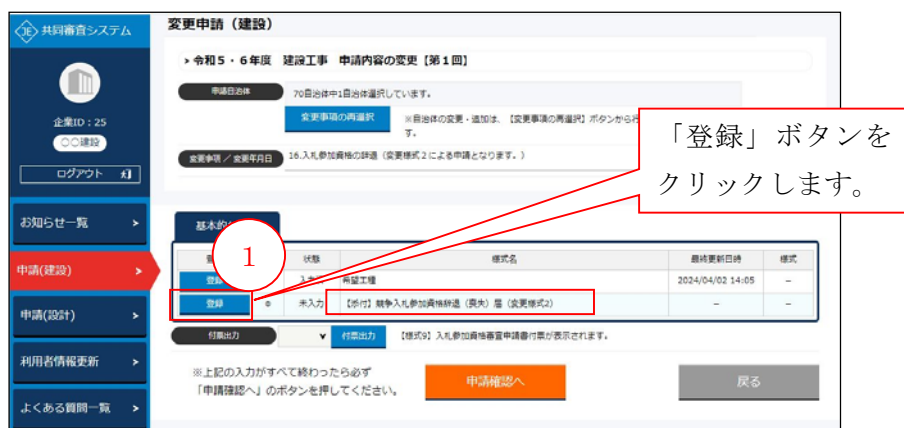 共同審査システム
変更申請（建設）
> 令和５・６年度　建設工事　申請内容の変更【第１回】
申請自治体
70自治体中1自治体選択しています。
変更事項の再選択
※自治体の変更・追加は、【変更事項の再選択】ボタンから
す。
企業ID：25
〇〇建設
ログアウト
変更事項／変更年月日
16.入札参加資格の辞退（変更様式２による申請となります。）
「登録」ボタンを
クリックします。
お知らせ一覧 >
基本的
1
状態 様式名 最終更新日時 様式
申請(建設) >
登録 希望工種 2024/04/02 14:05 －
登録 未入力 【添付】競争入札参加資格辞退（喪失）届（変更様式2） － －
申請(設計) >
付票出力 付票出力 【様式9】入札参加資格審査申請書付票が表示されます。
利用者情報更新 >
※上記の入力がすべて終わったら必ず
「申請確認へ」のボタンを押してください。
申請確認へ
戻る
よくある質問一覧 >